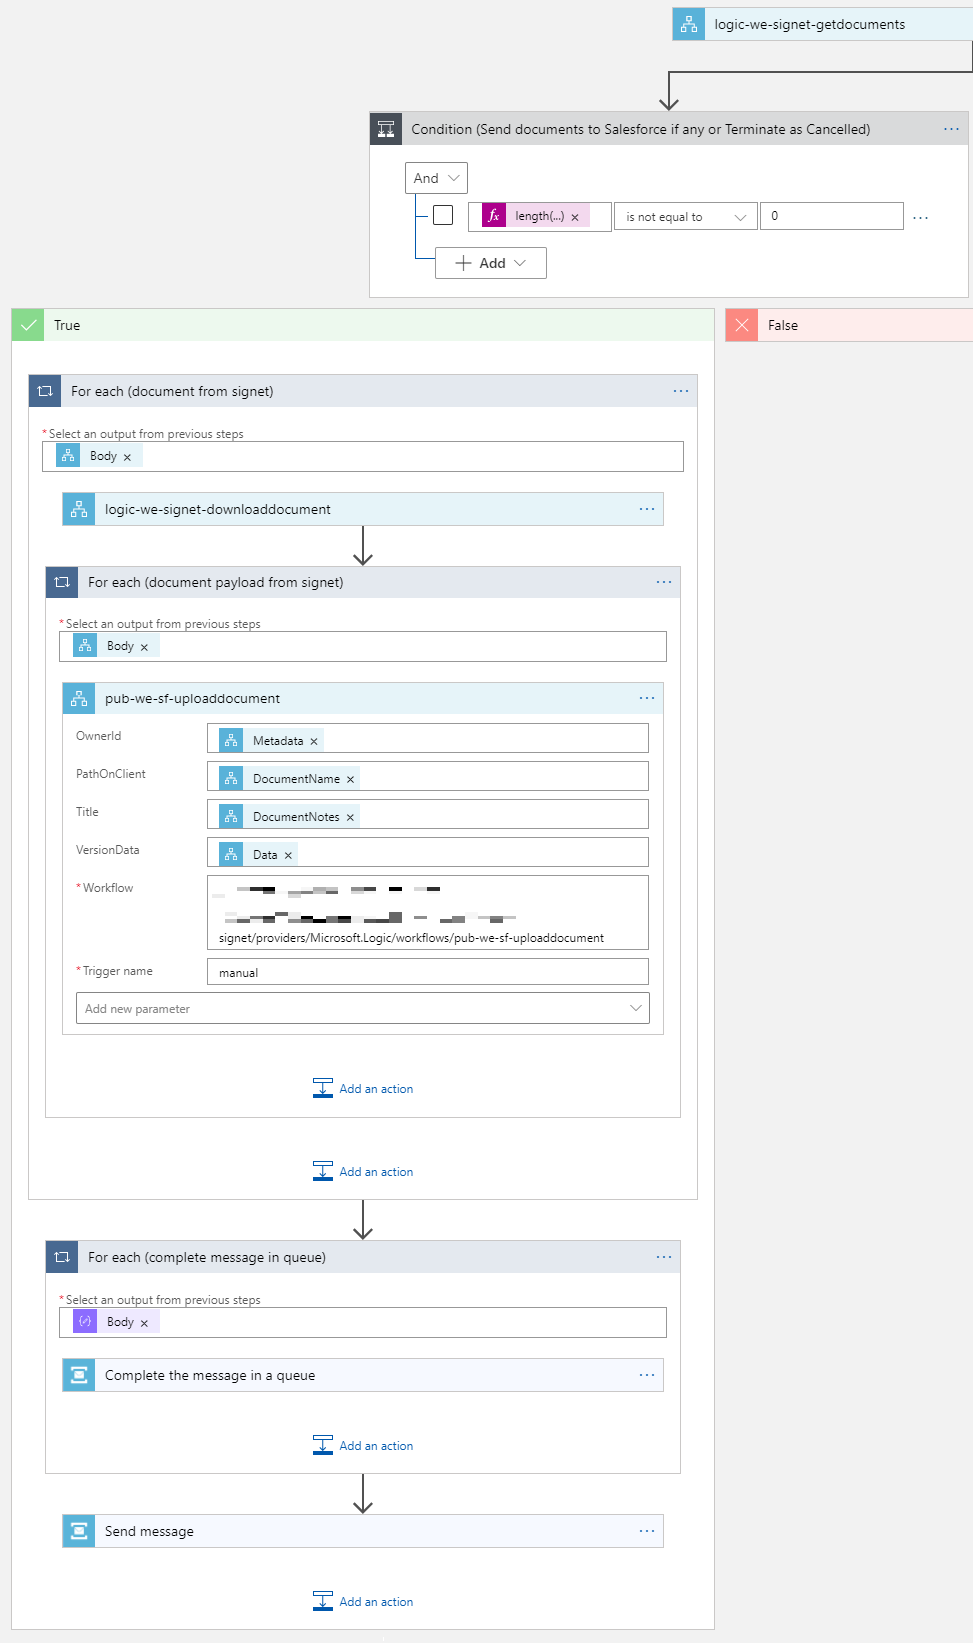 logic-we-signet-getdocuments
Condition (Send documents to Salesforce if any or Terminate as Cancelled)
And
fx length(...) × is not equal to 0
Add
True
False
For each (document from signet)
* Select an output from previous steps
Body ×
logic-we-signet-downloaddocument
For each (document payload from signet)
* Select an output from previous steps
Body ×
pub-we-sf-uploaddocument
OwnerId Metadata ×
PathOnClient DocumentName ×
Title DocumentNotes ×
VersionData Data ×
* Workflow
signet/providers/Microsoft.Logic/workflows/pub-we-sf-uploaddocument
* Trigger name manual
Add new parameter
Add an action
Add an action
For each (complete message in queue)
* Select an output from previous steps
Body ×
Complete the message in a queue
Add an action
Send message
Add an action